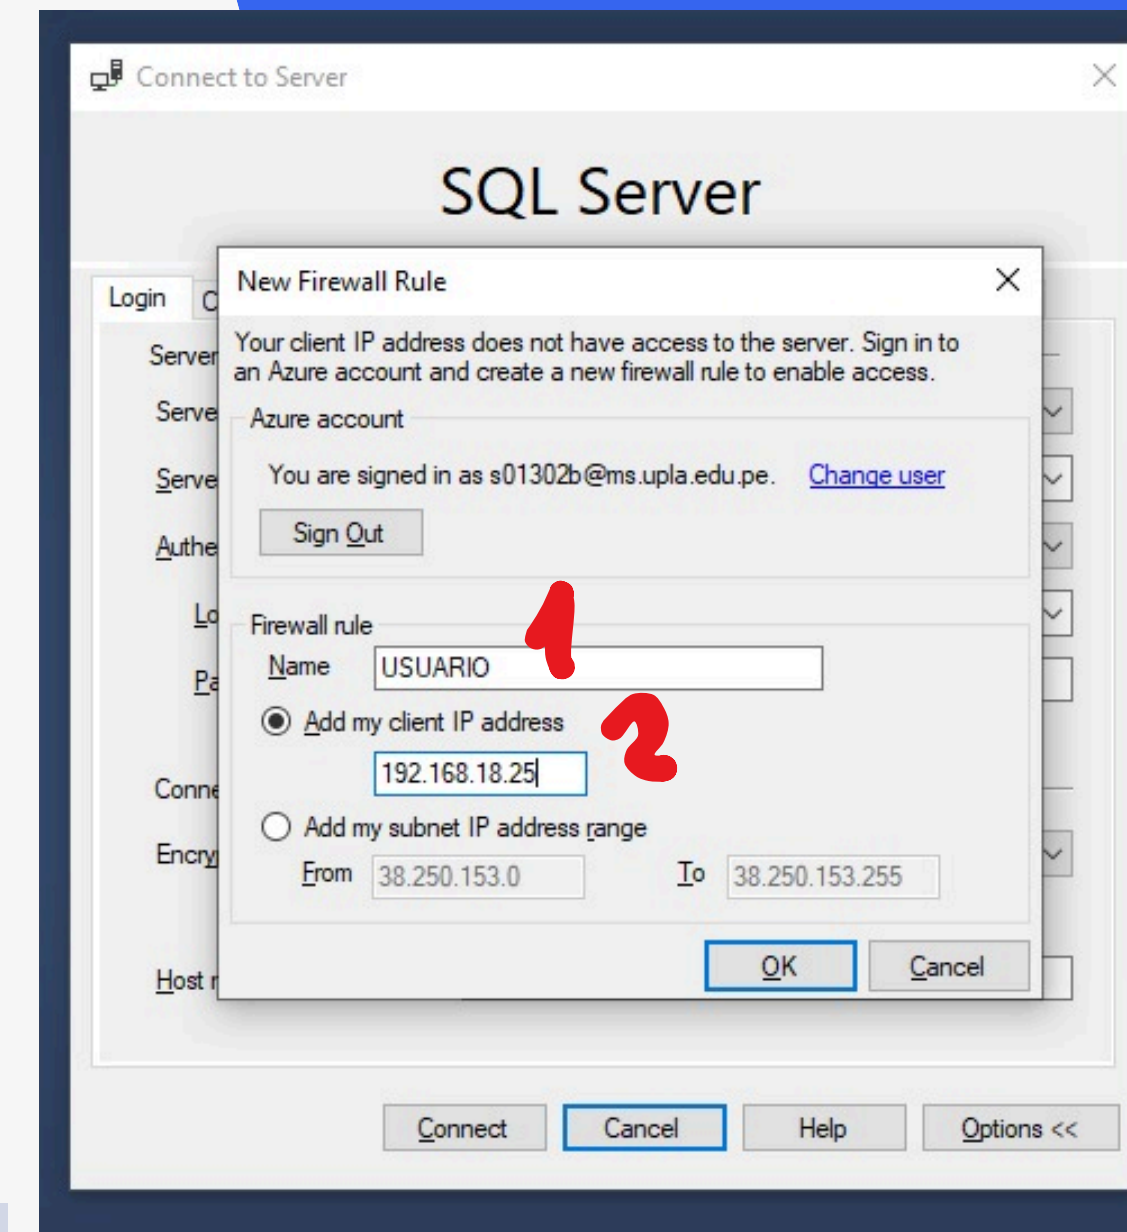 Connect to Server
SQL Server
New Firewall Rule
Login
C
Your client IP address does not have access to the server. Sign in to
an Azure account and create a new firewall rule to enable access.
Server
Serve
Azure account
Serve
You are signed in as s01302b@ms.upla.edu.pe. Change user
Authe
Sign Out
1
Lo
Firewall rule
Pa
Name USUARIO
2
Add my client IP address
192.168.18.25
Conne
Add my subnet IP address range
Encry
From 38.250.153.0 To 38.250.153.255
OK Cancel
Host
Connect Cancel Help Options <<